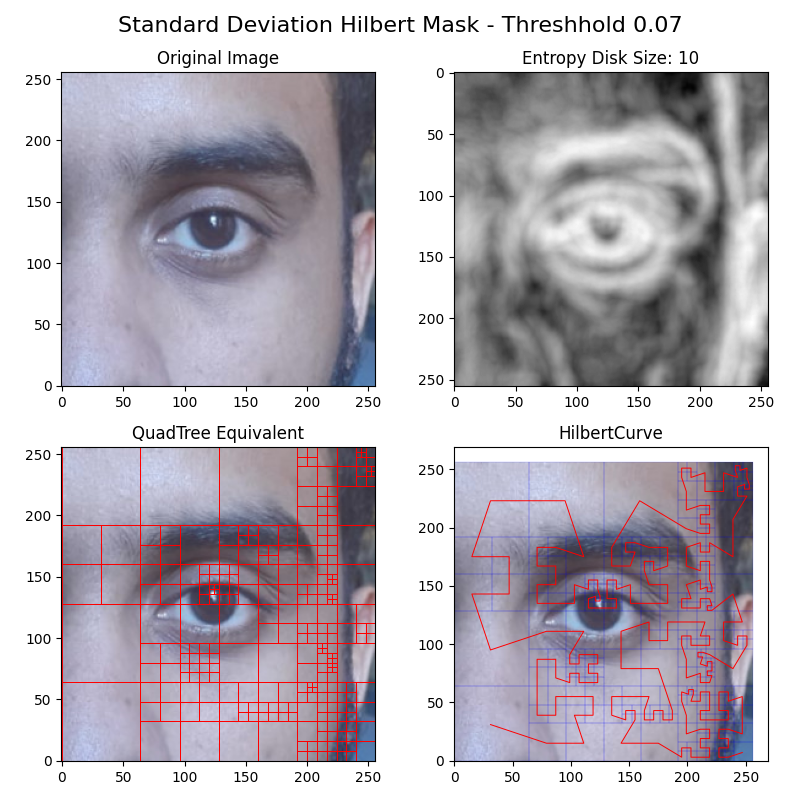 Standard Deviation Hilbert Mask - Threshhold 0.07
Original Image
250
200
150
100
50
0
0 50 100 150 200 250
Entropy Disk Size: 10
0
50
100
150
200
250
0 50 100 150 200 250
QuadTree Equivalent
250
200
150
100
50
0
0 50 100 150 200 250
HilbertCurve
250
200
150
100
50
0
0 50 100 150 200 250